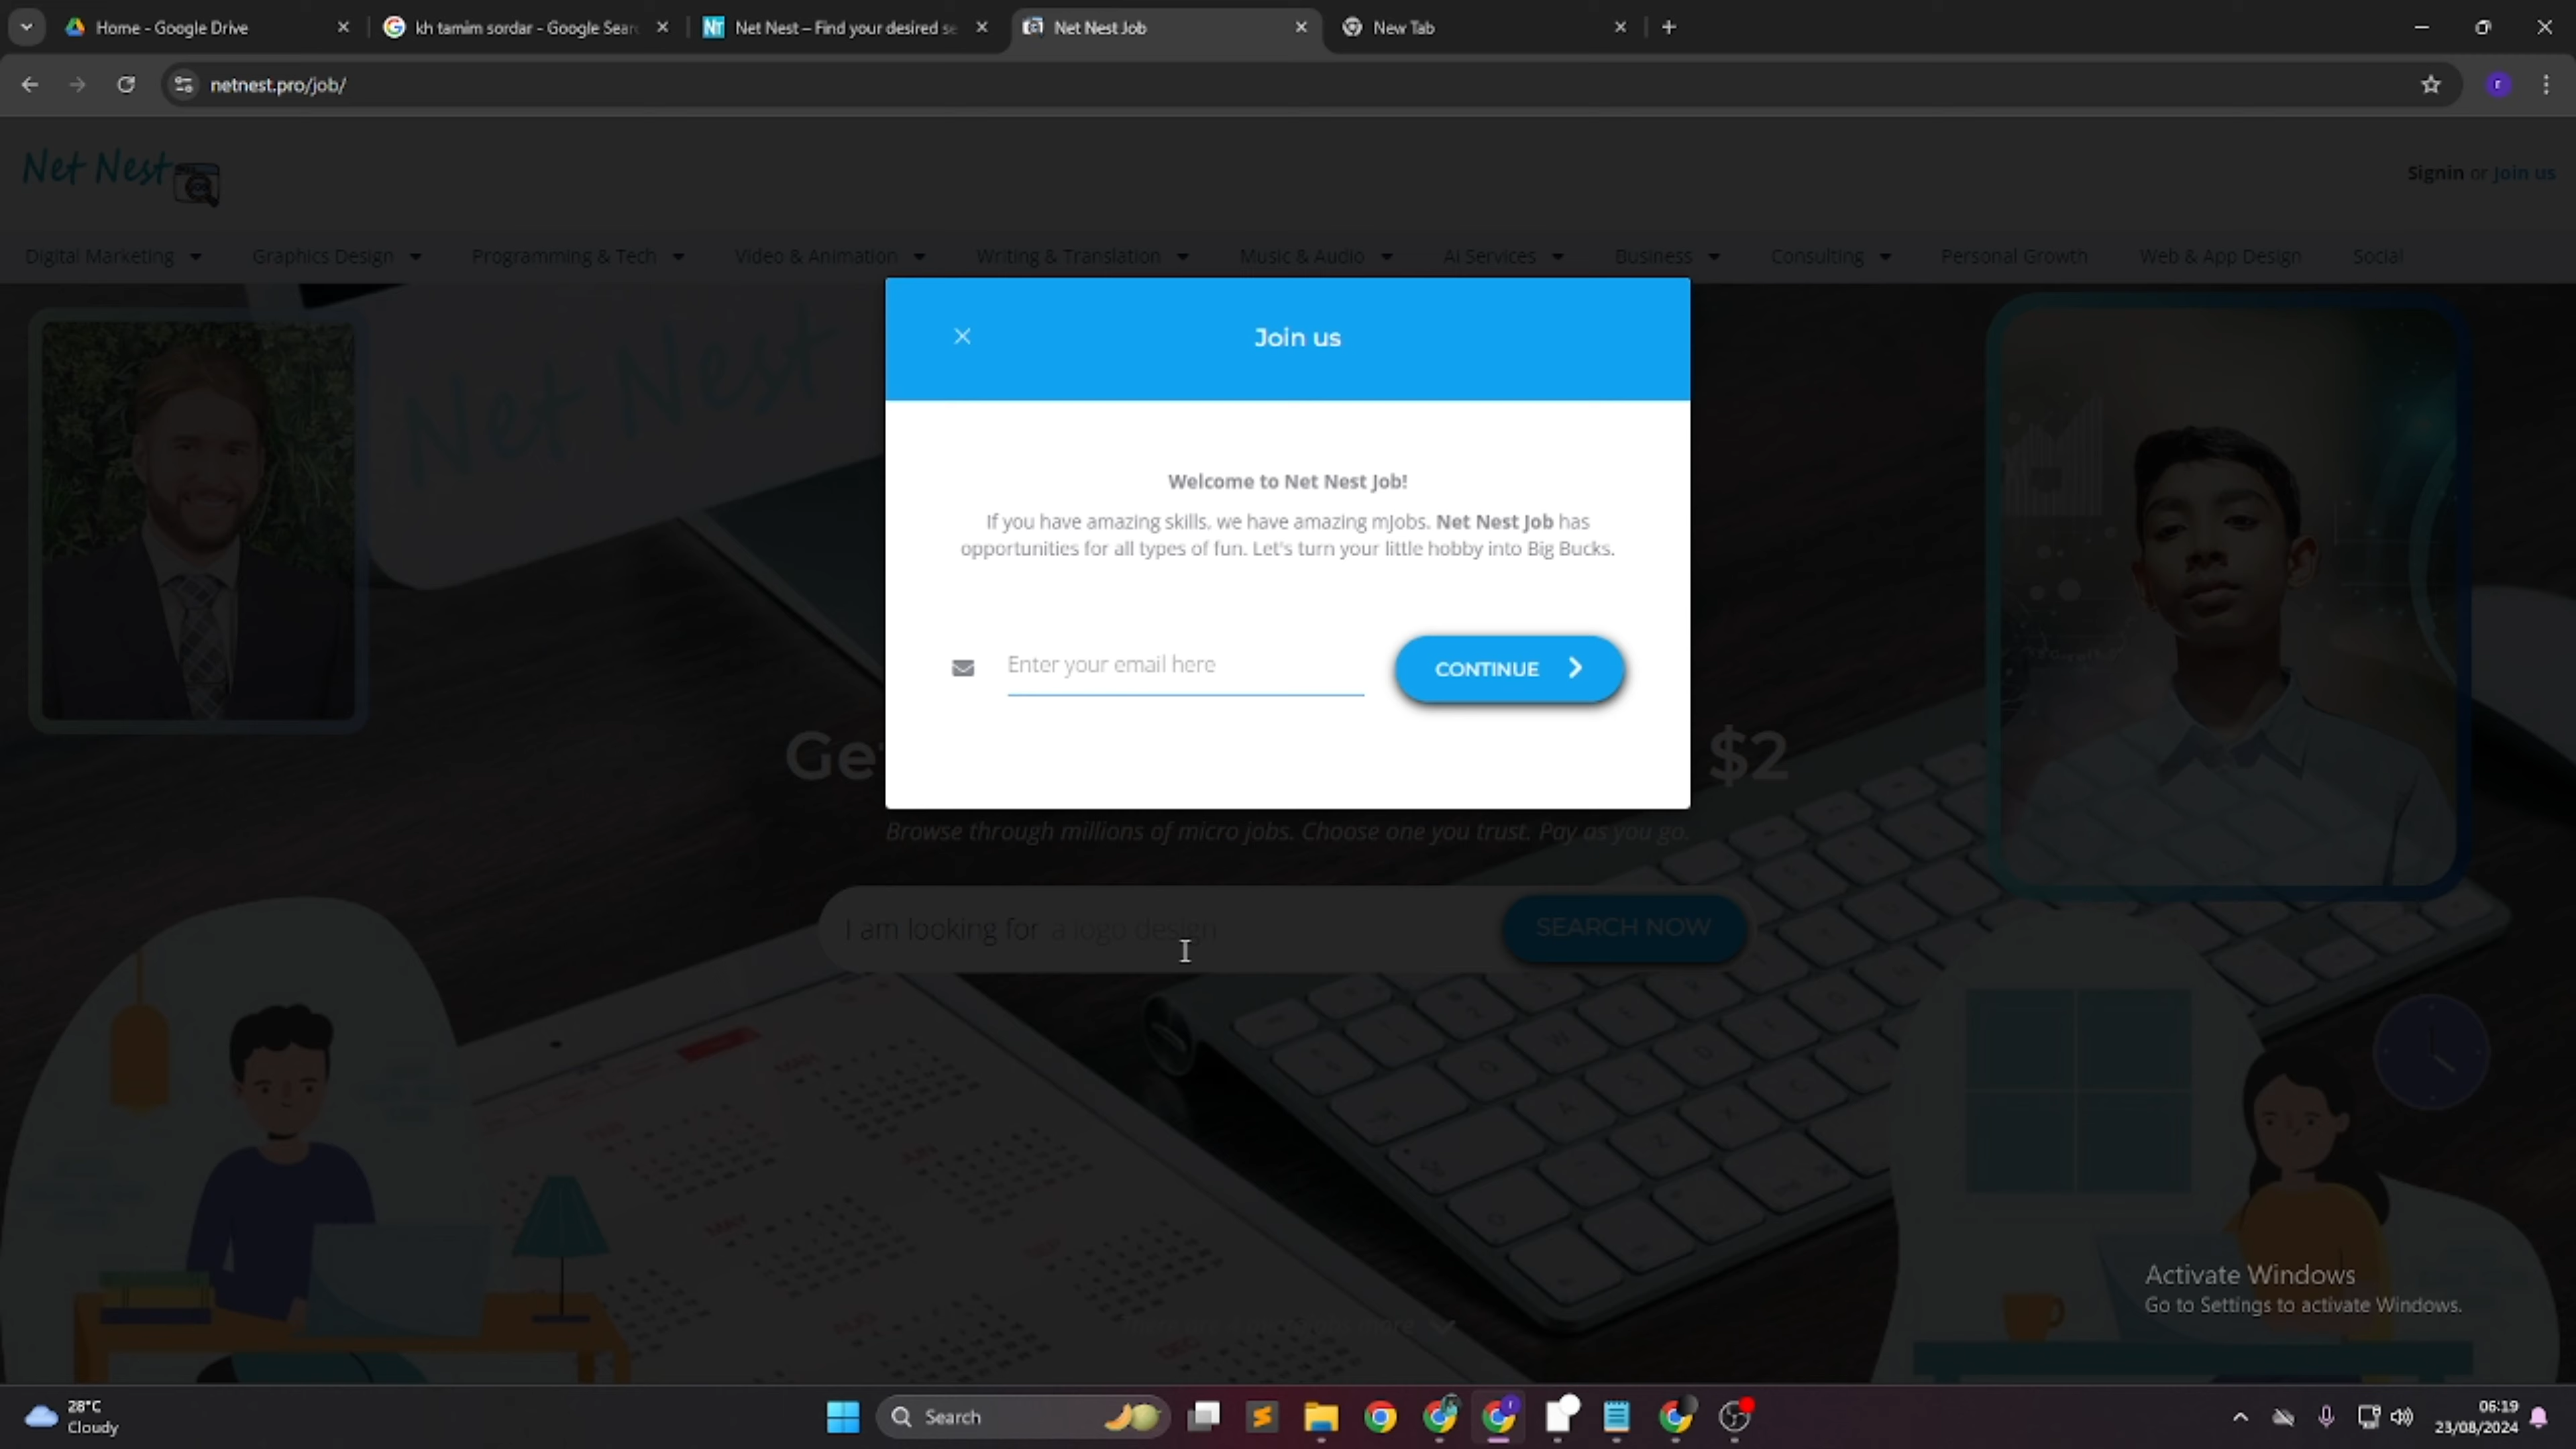 Home - Google Drive
kh tamim sordar - Google Sear
Net Nest – Find your desired se
Net Nest Job
New Tab
netnest.pro/job/
r
Net Nest
Signin or Join us
Digital Marketing
Graphics Design
Programming & Tech
Video & Animation
Writing & Translation
Music & Audio
AI Services
Business
Consulting
Personal Growth
Web & App Design
Social
Net Nest
Join us
Welcome to Net Nest Job!
If you have amazing skills, we have amazing mJobs. Net Nest Job has
opportunities for all types of fun. Let's turn your little hobby into Big Bucks.
Enter your email here
CONTINUE
Ge
$2
Browse through millions of micro jobs. Choose one you trust. Pay as you go.
I am looking for a logo design
SEARCH NOW
Activate Windows
Go to Settings to activate Windows.
28°C
Cloudy
Search
06:19
23/08/2024